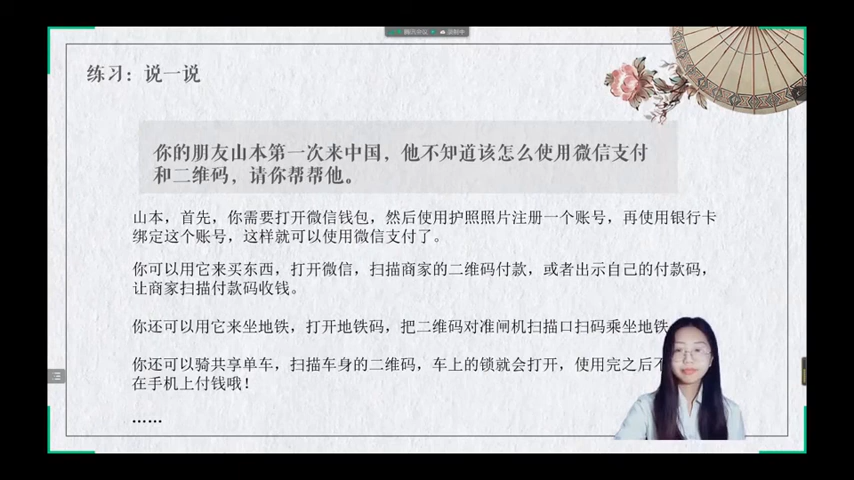 练习：说一说
你的朋友山本第一次来中国，他不知道该怎么使用微信支付
和二维码，请你帮帮他。
山本，首先，你需要打开微信钱包，然后使用护照照片注册一个账号，再使用银行卡
绑定这个账号，这样就可以使用微信支付了。
你可以用它来买东西，打开微信，扫描商家的二维码付款，或者出示自己的付款码，
让商家扫描付款码收钱。
你还可以用它来坐地铁，打开地铁码，把二维码对准闸机扫描口扫码乘坐地铁
你还可以骑共享单车，扫描车身的二维码，车上的锁就会打开，使用完之后
在手机上付钱哦！
……